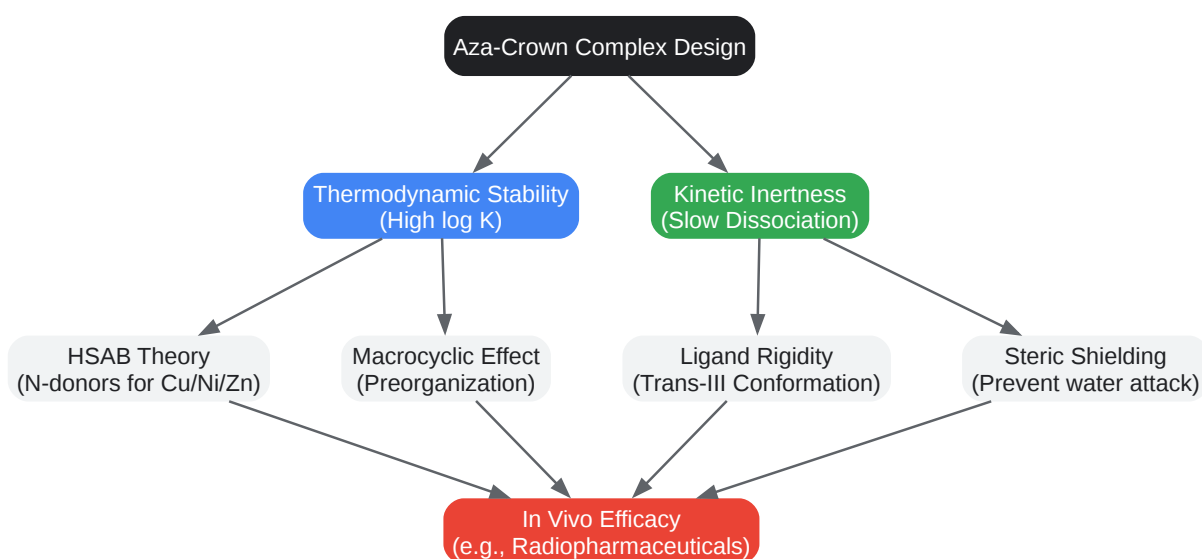 Aza-Crown Complex Design
Thermodynamic Stability
(High log K)
Kinetic Inertness
(Slow Dissociation)
HSAB Theory
(N-donors for Cu/Ni/Zn)
Macrocyclic Effect
(Preorganization)
Ligand Rigidity
(Trans-III Conformation)
Steric Shielding
(Prevent water attack)
In Vivo Efficacy
(e.g., Radiopharmaceuticals)